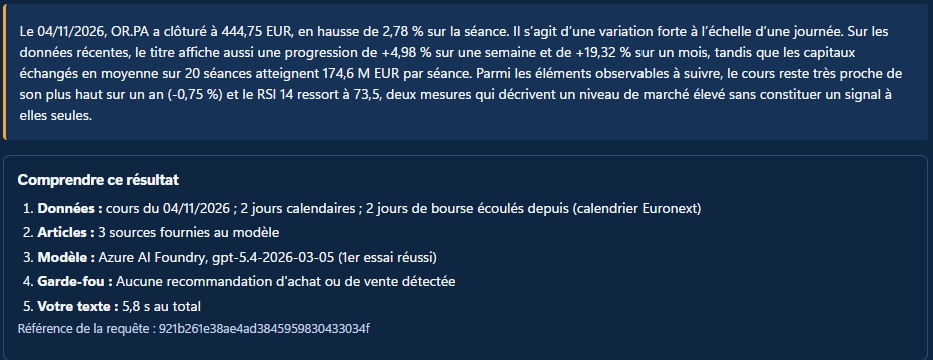 Le 04/11/2026, OR.PA a clôturé à 444,75 EUR, en hausse de 2,78 % sur la séance. Il s’agit d’une variation forte à l’échelle d’une journée. Sur les
données récentes, le titre affiche aussi une progression de +4,98 % sur une semaine et de +19,32 % sur un mois, tandis que les capitaux
échangés en moyenne sur 20 séances atteignent 174,6 M EUR par séance. Parmi les éléments observables à suivre, le cours reste très proche de
son plus haut sur un an (-0,75 %) et le RSI 14 ressort à 73,5, deux mesures qui décrivent un niveau de marché élevé sans constituer un signal à
elles seules.
Comprendre ce résultat
1. Données : cours du 04/11/2026 ; 2 jours calendaires ; 2 jours de bourse écoulés depuis (calendrier Euronext)
2. Articles : 3 sources fournies au modèle
3. Modèle : Azure AI Foundry, gpt-5.4-2026-03-05 (1er essai réussi)
4. Garde-fou : Aucune recommandation d'achat ou de vente détectée
5. Votre texte : 5,8 s au total
Référence de la requête : 921b261e38ae4ad3845959830433034f